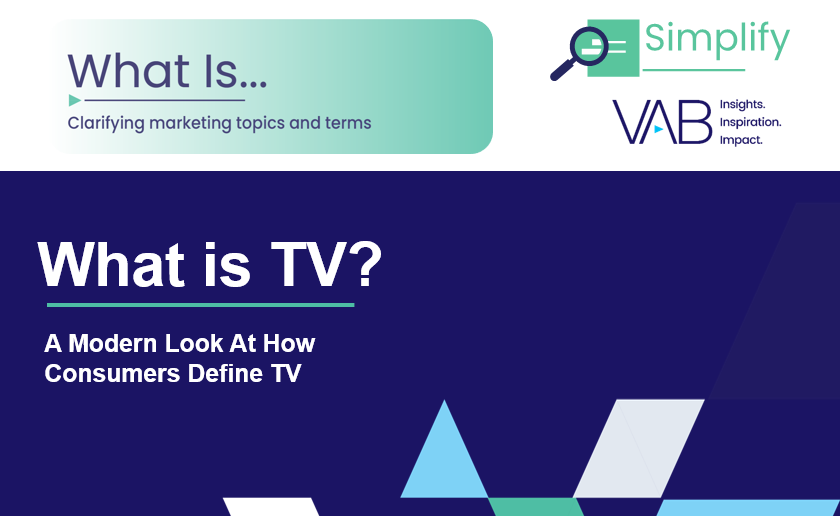 What Is...
Clarifying marketing topics and terms
Simplify
VAB
Insights.
Inspiration.
Impact.
What is TV?
A Modern Look At How
Consumers Define TV